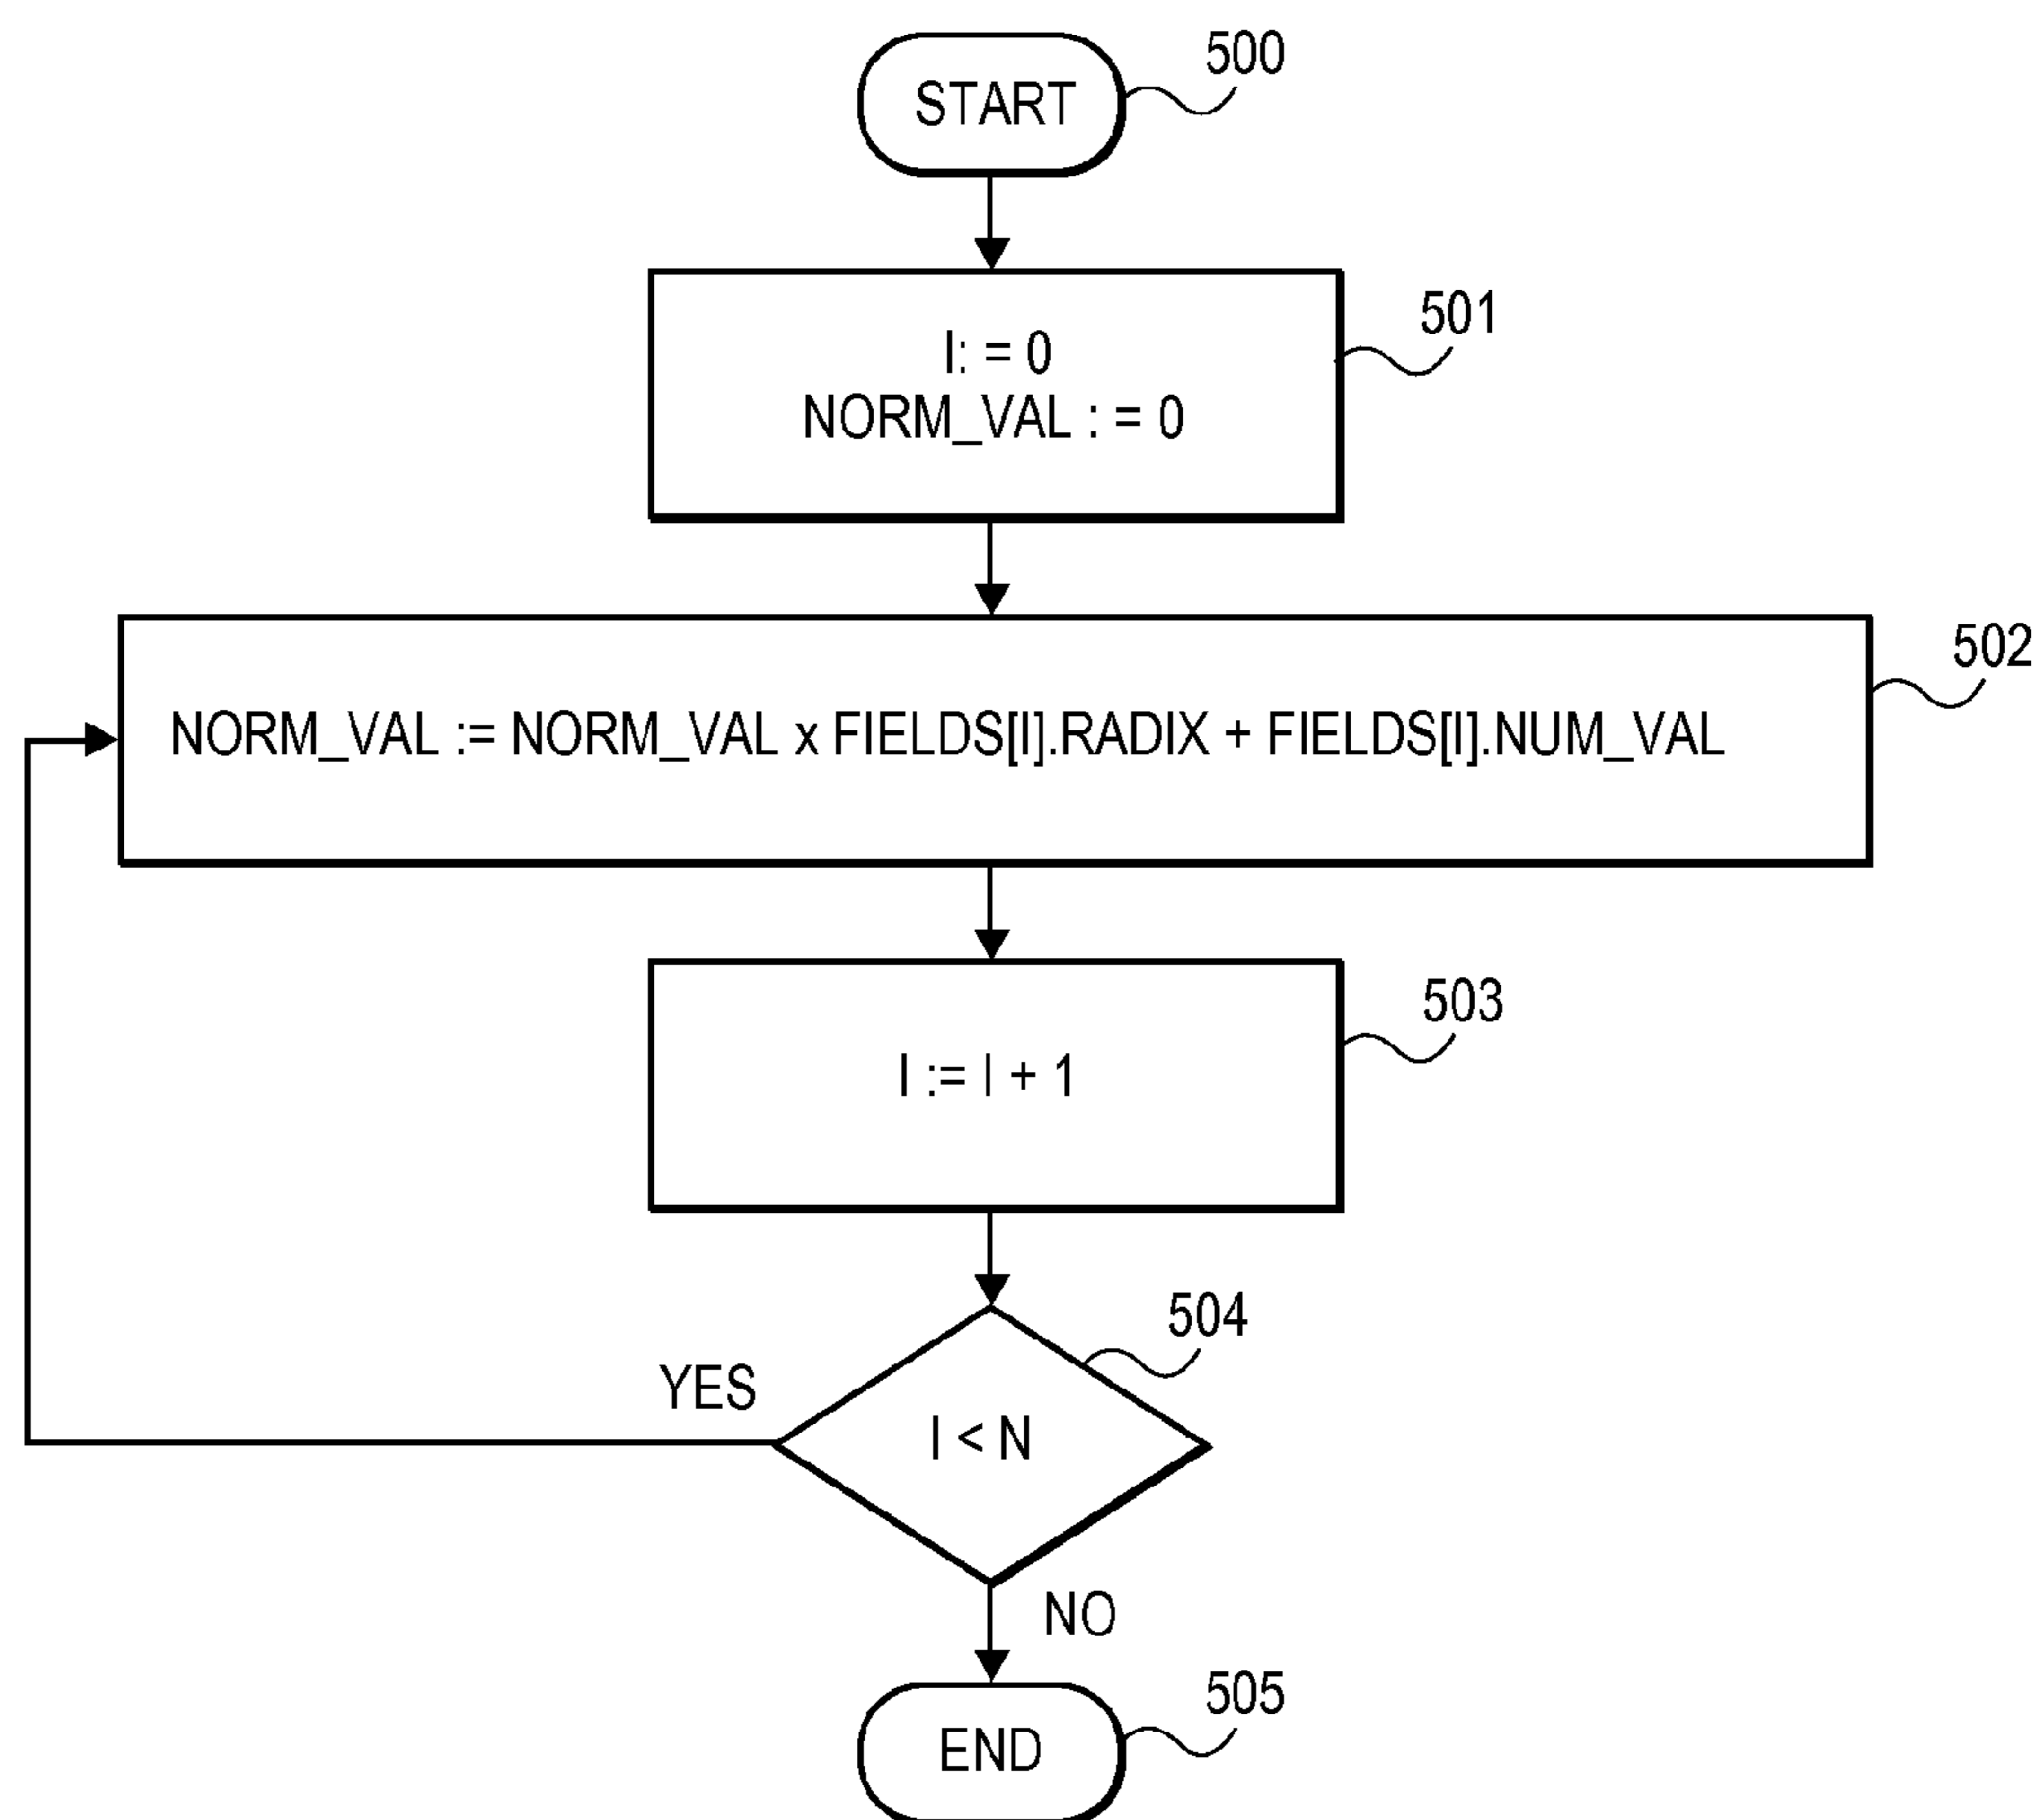 START
500
I: = 0
NORM_VAL : = 0
501
NORM_VAL := NORM_VAL x FIELDS[I].RADIX + FIELDS[I].NUM_VAL
502
I := I + 1
503
504
YES
I < N
NO
505
END